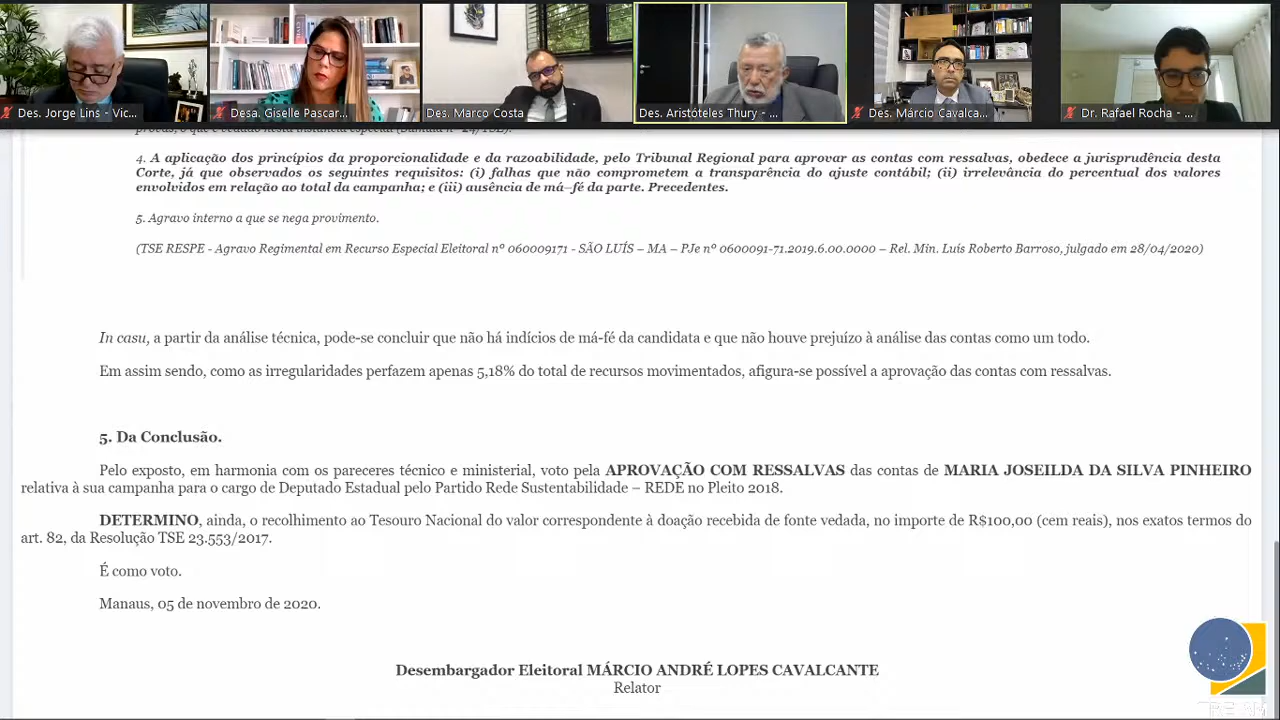 Des. Jorge Lins - Vic...
Desa. Giselle Pascar...
Des. Marco Costa
Des. Aristóteles Thury - ...
Des. Márcio Cavalca...
Dr. Rafael Rocha - ...
provas, o que é vedado nesta instância especial (Súmula nº 24/TSE).
4. A aplicação dos princípios da proporcionalidade e da razoabilidade, pelo Tribunal Regional para aprovar as contas com ressalvas, obedece a jurisprudência desta
Corte, já que observados os seguintes requisitos: (i) falhas que não comprometem a transparência do ajuste contábil; (ii) irrelevância do percentual dos valores
envolvidos em relação ao total da campanha; e (iii) ausência de má–fé da parte. Precedentes.
5. Agravo interno a que se nega provimento.
(TSE RESPE - Agravo Regimental em Recurso Especial Eleitoral nº 060009171 - SÃO LUÍS – MA – PJe nº 0600091-71.2019.6.00.0000 – Rel. Min. Luís Roberto Barroso, julgado em 28/04/2020)
In casu, a partir da análise técnica, pode-se concluir que não há indícios de má-fé da candidata e que não houve prejuízo à análise das contas como um todo.
Em assim sendo, como as irregularidades perfazem apenas 5,18% do total de recursos movimentados, afigura-se possível a aprovação das contas com ressalvas.
5. Da Conclusão.
Pelo exposto, em harmonia com os pareceres técnico e ministerial, voto pela APROVAÇÃO COM RESSALVAS das contas de MARIA JOSEILDA DA SILVA PINHEIRO
relativa à sua campanha para o cargo de Deputado Estadual pelo Partido Rede Sustentabilidade – REDE no Pleito 2018.
DETERMINO, ainda, o recolhimento ao Tesouro Nacional do valor correspondente à doação recebida de fonte vedada, no importe de R$100,00 (cem reais), nos exatos termos do
art. 82, da Resolução TSE 23.553/2017.
É como voto.
Manaus, 05 de novembro de 2020.
Desembargador Eleitoral MÁRCIO ANDRÉ LOPES CAVALCANTE
Relator
TRE-AM